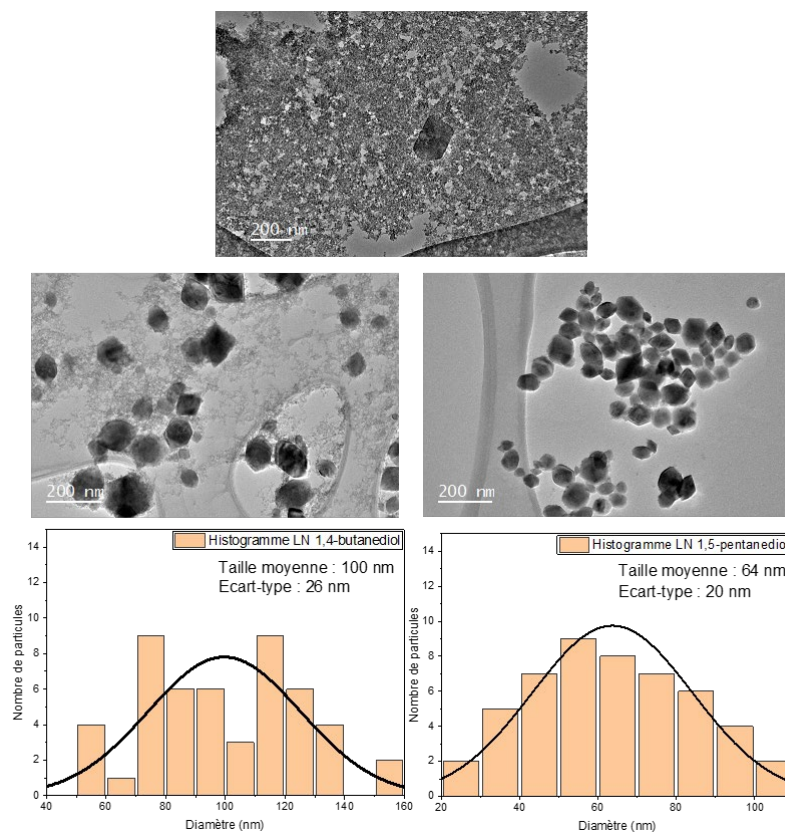 200 nm
200 nm
200 nm
Histogramme LN 1,4-butanediol
Taille moyenne : 100 nm
Ecart-type : 26 nm
Nombre de particules
14
12
10
8
6
4
2
0
40 60 80 100 120 140 160
Diamètre (nm)
Histogramme LN 1,5-pentanediol
Taille moyenne : 64 nm
Ecart-type : 20 nm
Nombre de particules
14
12
10
8
6
4
2
0
20 40 60 80 100
Diamètre (nm)